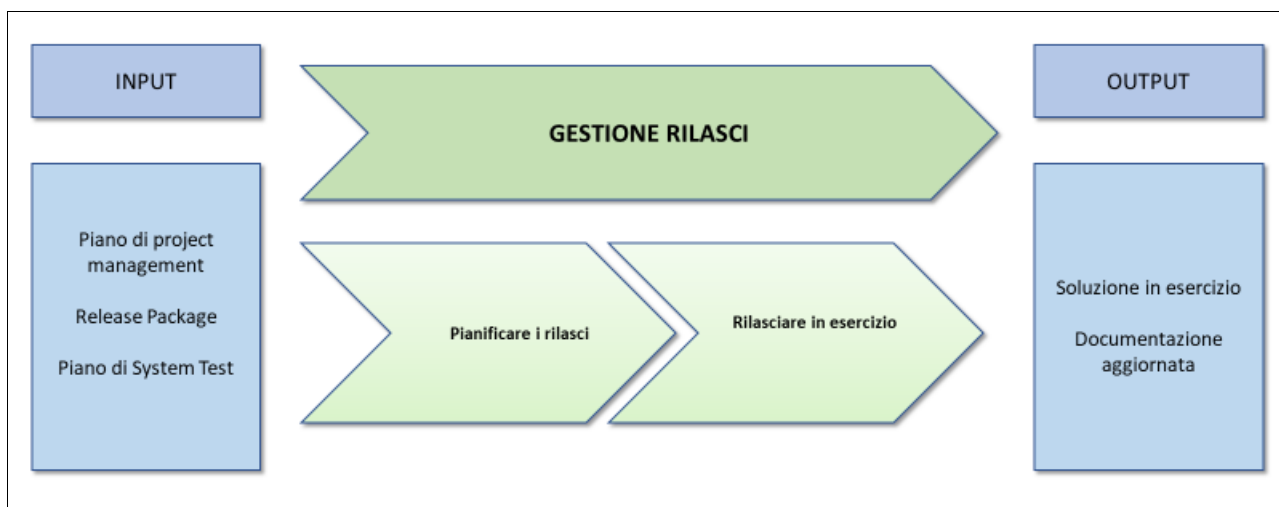 INPUT
GESTIONE RILASCI
OUTPUT
Piano di project
management
Release Package
Piano di System Test
Pianificare i rilasci
Rilasciare in esercizio
Soluzione in esercizio
Documentazione
aggiornata